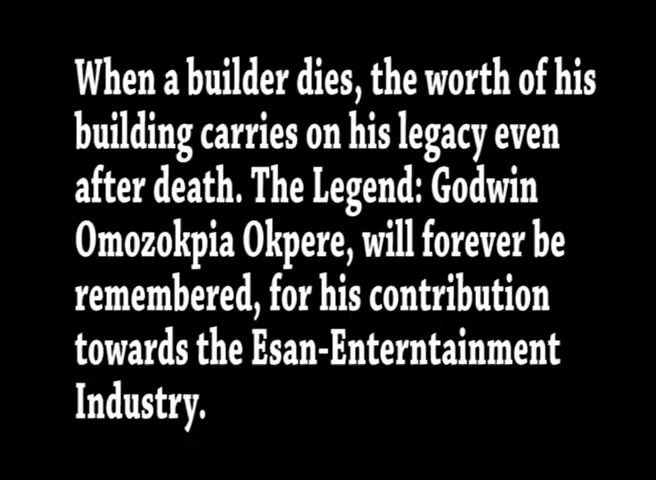 When a builder dies, the worth of his
building carries on his legacy even
after death. The Legend: Godwin
Omozokpia Okpere, will forever be
remembered, for his contribution
towards the Esan-Enterntainment
Industry.